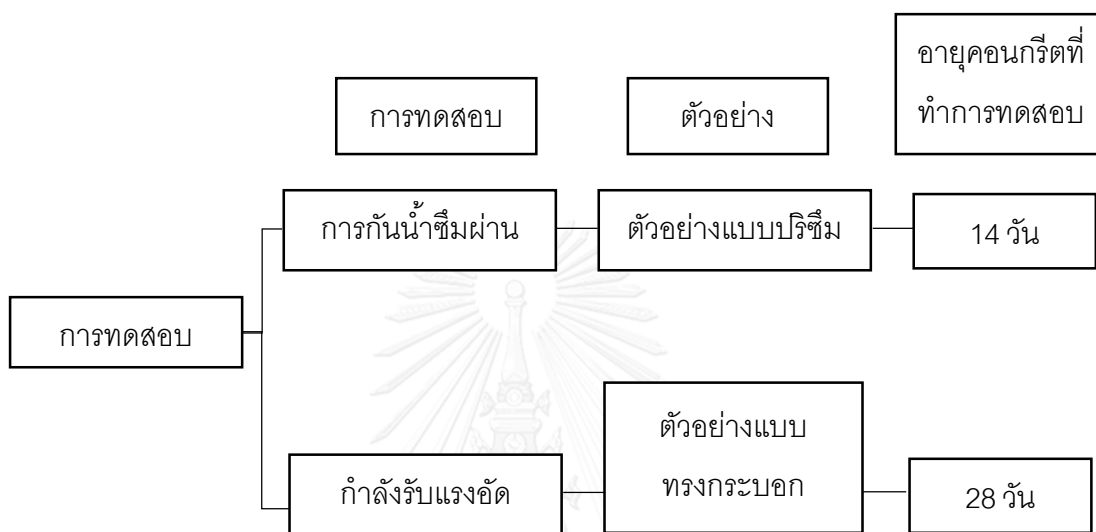 อายุคอนกรีตที่
ทำการทดสอบ
การทดสอบ
ตัวอย่าง
การกันน้ำซึมผ่าน
ตัวอย่างแบบปริซึม
14 วัน
การทดสอบ
ตัวอย่างแบบ
ทรงกระบอก
กำลังรับแรงอัด
28 วัน